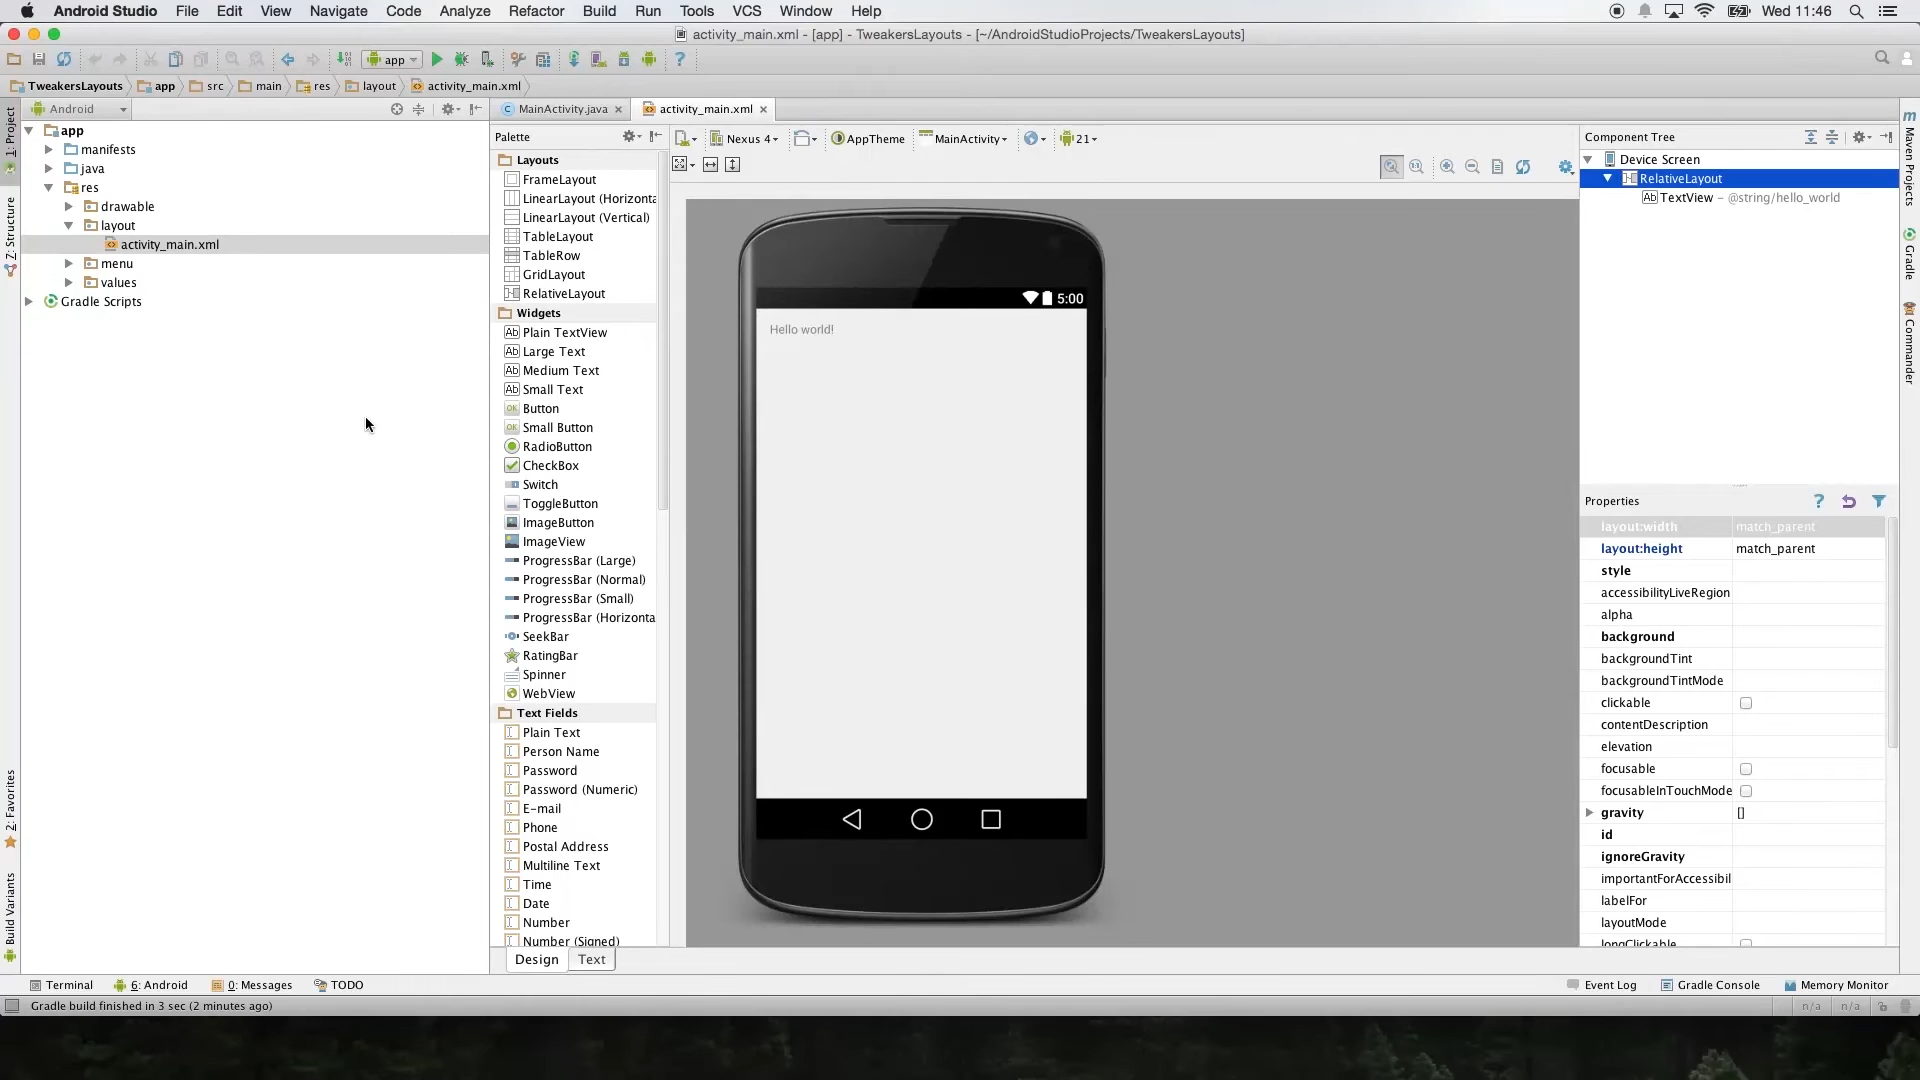 Android Studio File Edit View Navigate Code Analyze Refactor Build Run Tools VCS Window Help Wed 11:46
activity_main.xml - [app] - TweakersLayouts - [~/AndroidStudioProjects/TweakersLayouts]
app
TweakersLayouts app src main res layout activity_main.xml
1: Project
Z: Structure
2: Favorites
Build Variants
Android
app
manifests
java
res
drawable
layout
activity_main.xml
menu
values
Gradle Scripts
MainActivity.java activity_main.xml
Palette
Layouts
FrameLayout
LinearLayout (Horizonta
LinearLayout (Vertical)
TableLayout
TableRow
GridLayout
RelativeLayout
Widgets
Ab Plain TextView
Ab Large Text
Ab Medium Text
Ab Small Text
OK Button
OK Small Button
RadioButton
CheckBox
Switch
ToggleButton
ImageButton
ImageView
ProgressBar (Large)
ProgressBar (Normal)
ProgressBar (Small)
ProgressBar (Horizonta
SeekBar
RatingBar
Spinner
WebView
Text Fields
Plain Text
Person Name
Password
Password (Numeric)
E-mail
Phone
Postal Address
Multiline Text
Time
Date
Number
Number (Signed)
Design Text
Nexus 4 AppTheme MainActivity 21
5:00
Hello world!
Component Tree
Device Screen
RelativeLayout
Ab TextView - @string/hello_world
Properties ?
layout:width match_parent
layout:height match_parent
style
accessibilityLiveRegion
alpha
background
backgroundTint
backgroundTintMode
clickable
contentDescription
elevation
focusable
focusableInTouchMode
gravity []
id
ignoreGravity
importantForAccessibil
labelFor
layoutMode
longClickable
m Maven Projects
Gradle
Commander
Terminal 6: Android 0: Messages TODO Event Log Gradle Console Memory Monitor
Gradle build finished in 3 sec (2 minutes ago) n/a n/a